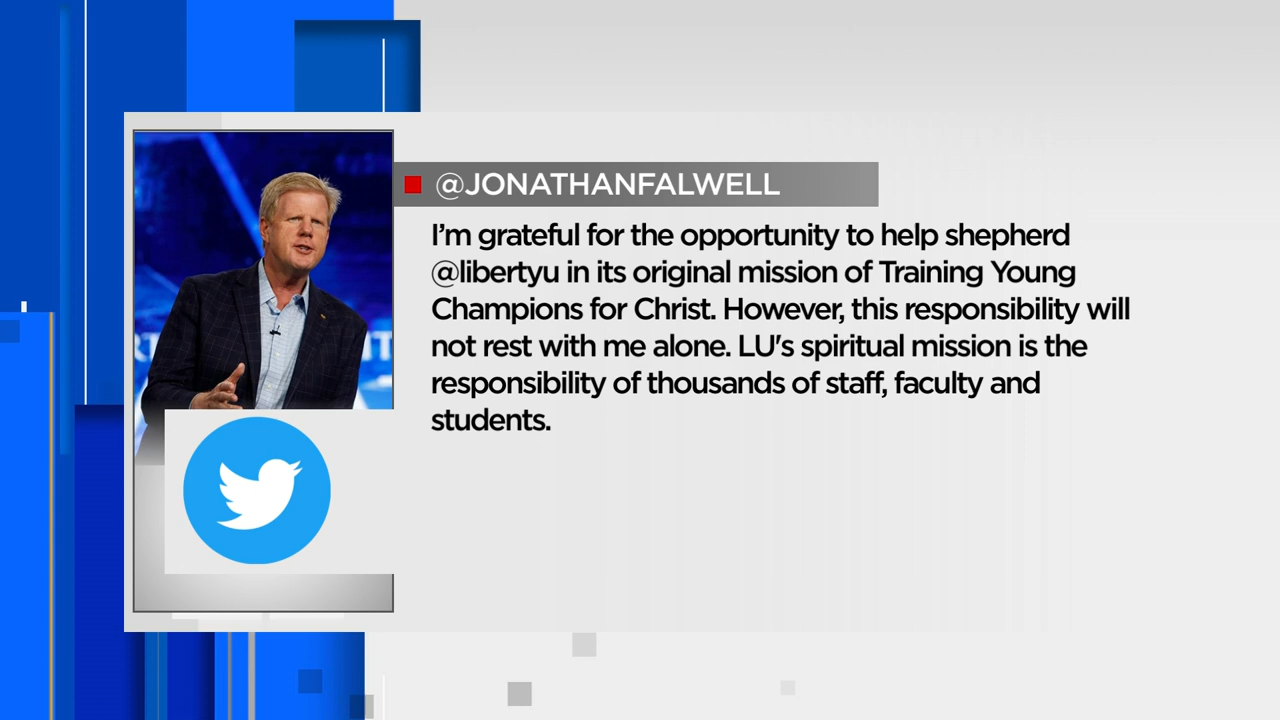 @JONATHANFALWELL
I'm grateful for the opportunity to help shepherd
@libertyu in its original mission of Training Young
Champions for Christ. However, this responsibility will
not rest with me alone. LU's spiritual mission is the
responsibility of thousands of staff, faculty and
students.